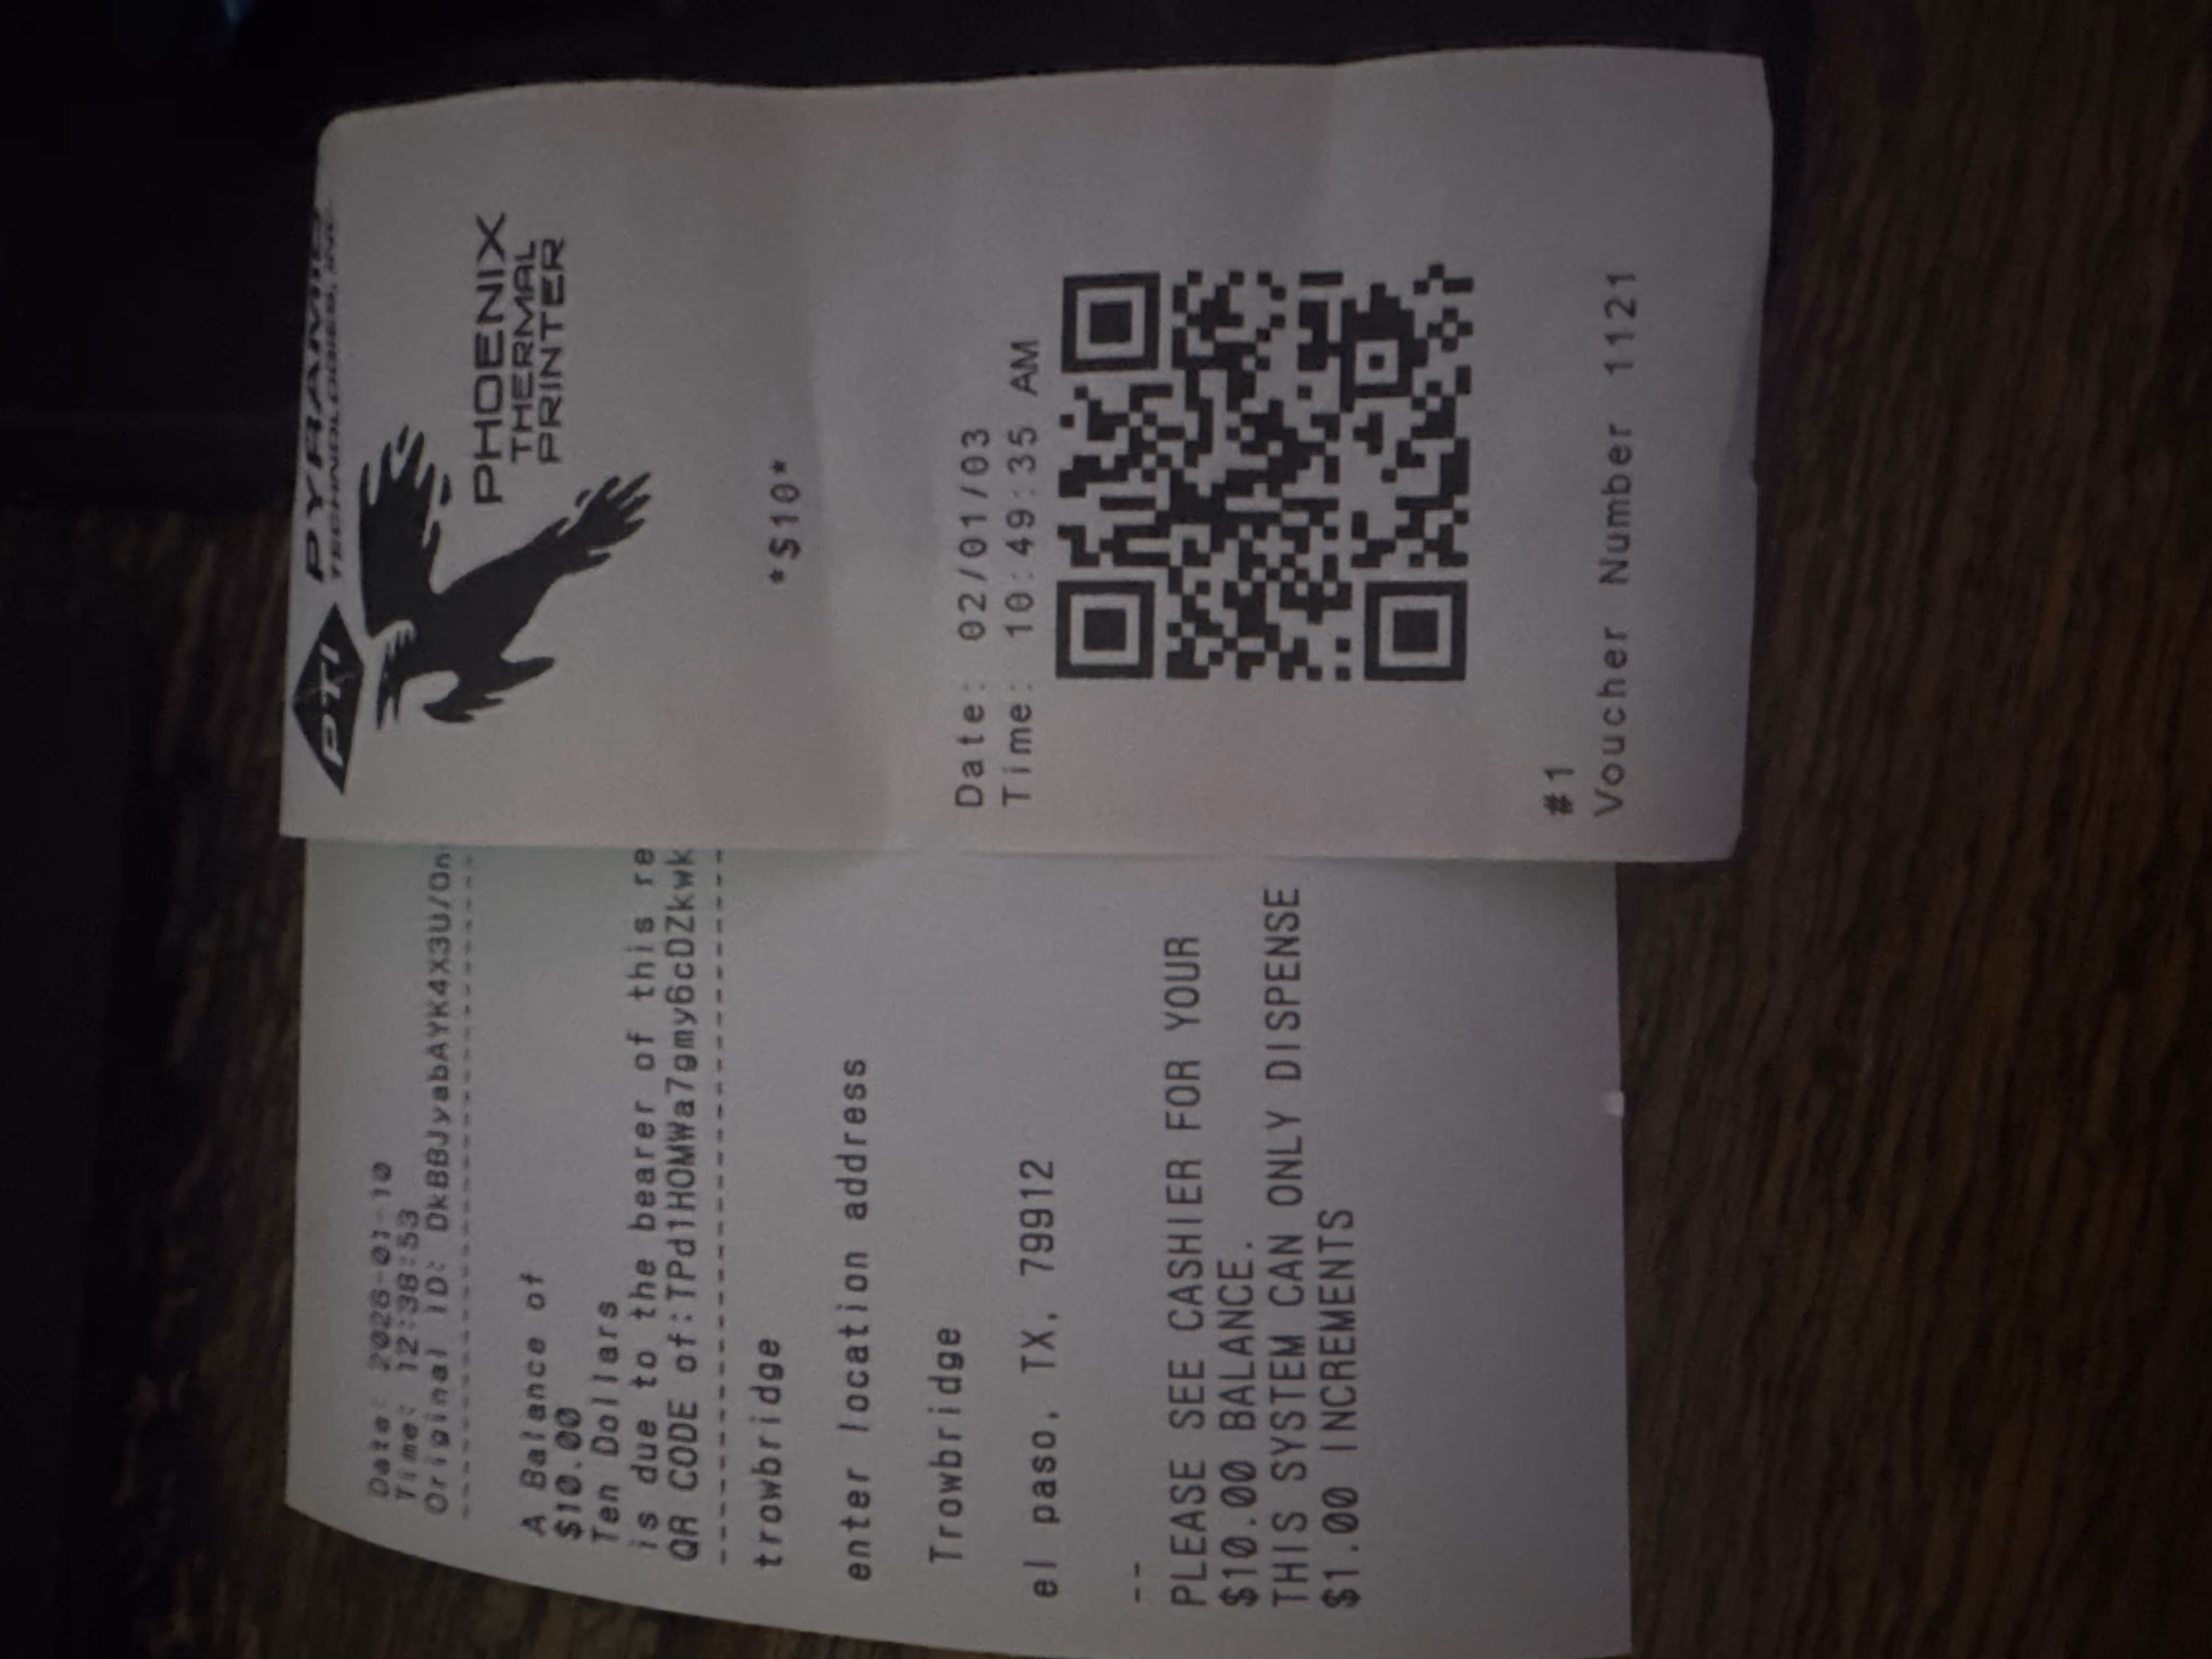 PTI PYRAMID
TECHNOLOGIES, INC.
PHOENIX
THERMAL
PRINTER
*$10*
Date: 02/01/03
Time: 10:49:35 AM
#1
Voucher Number 1121
Date: 2026-01-10
Time: 12:38:53
Original ID: DkBBJyabAYK4X3U/On
--------------------------------
A Balance of
$10.00
Ten Dollars
is due to the bearer of this re
QR CODE of:TPd1HOMWa7gmy6cDZkwk
--------------------------------
trowbridge
enter location address
Trowbridge
el paso, TX, 79912
--
PLEASE SEE CASHIER FOR YOUR
$10.00 BALANCE.
THIS SYSTEM CAN ONLY DISPENSE
$1.00 INCREMENTS